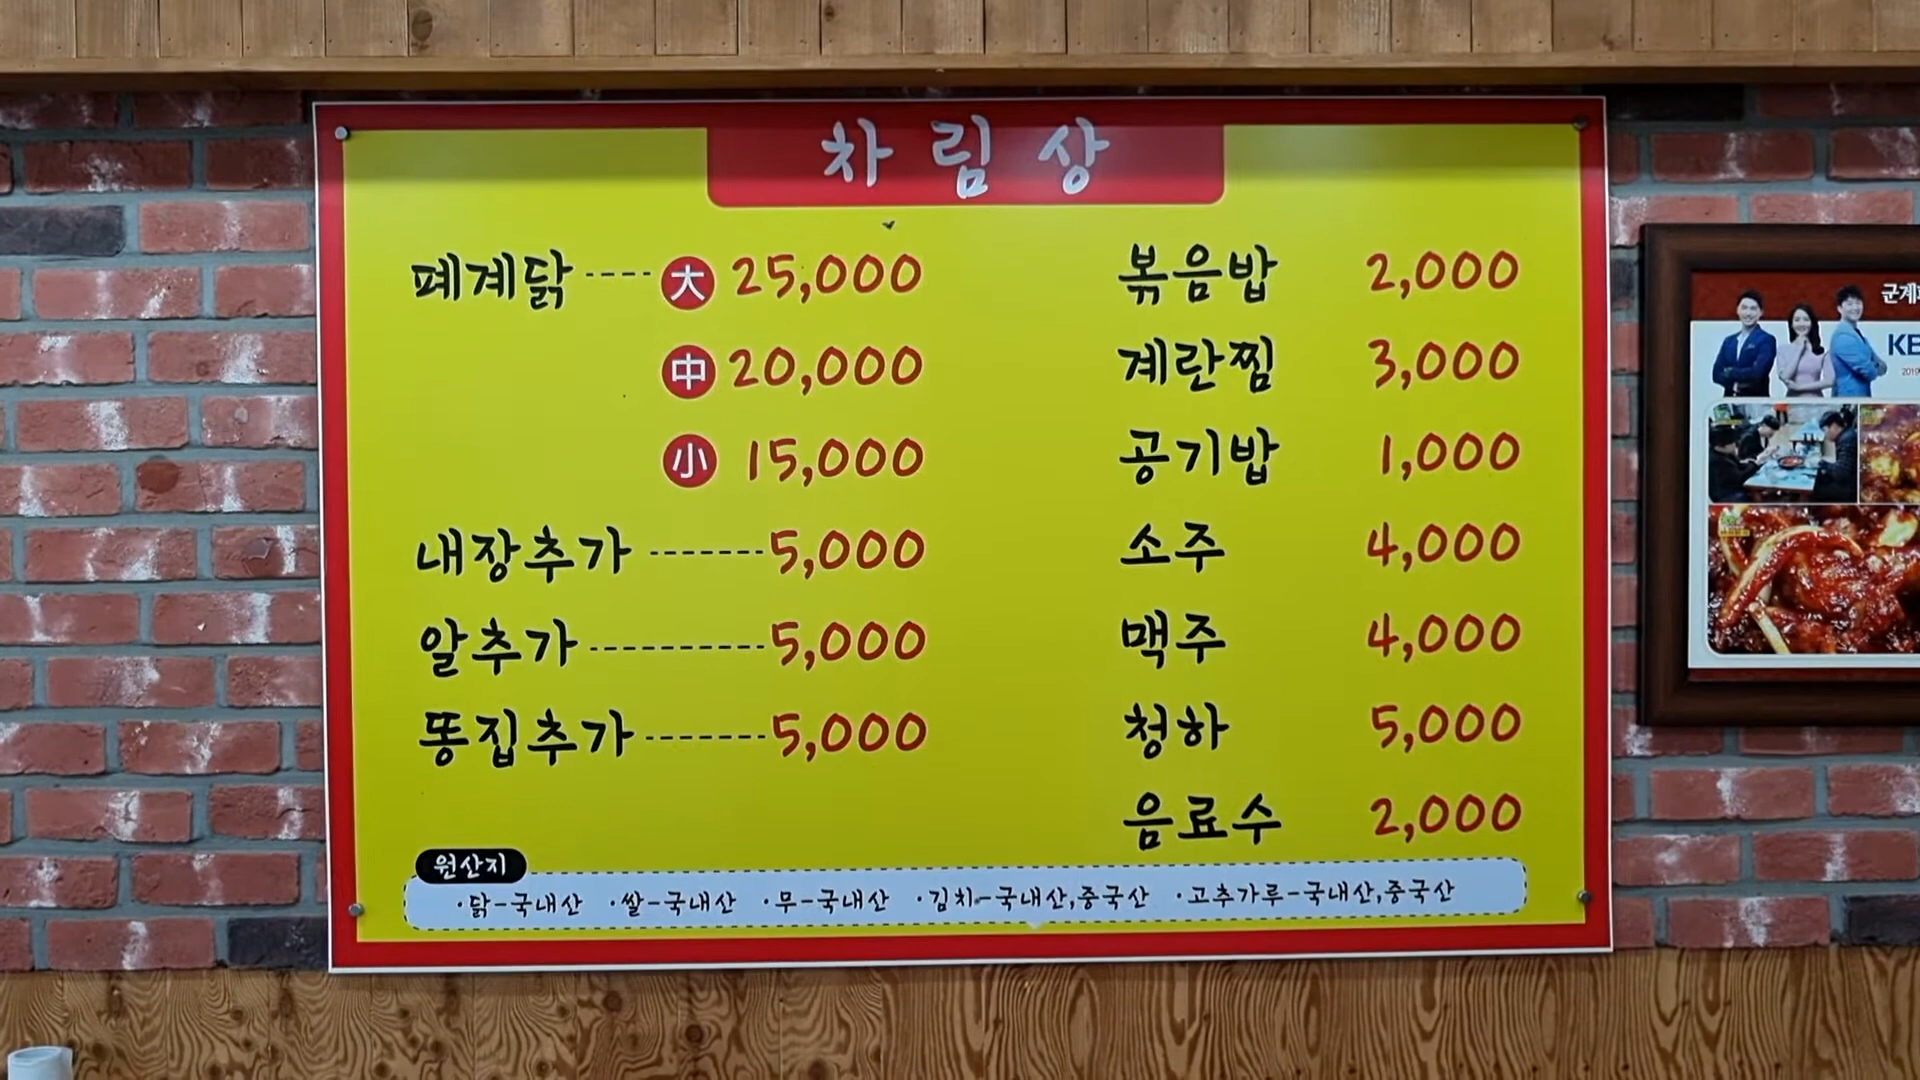 차림상
폐계닭 ---- 大 25,000
中 20,000
小 15,000
내장추가 ------- 5,000
알추가 ---------- 5,000
똥집추가 ------- 5,000
볶음밥 2,000
계란찜 3,000
공기밥 1,000
소주 4,000
맥주 4,000
청하 5,000
음료수 2,000
원산지
·닭-국내산 ·쌀-국내산 ·무-국내산 ·김치-국내산,중국산 ·고추가루-국내산,중국산
군계
KB
2019